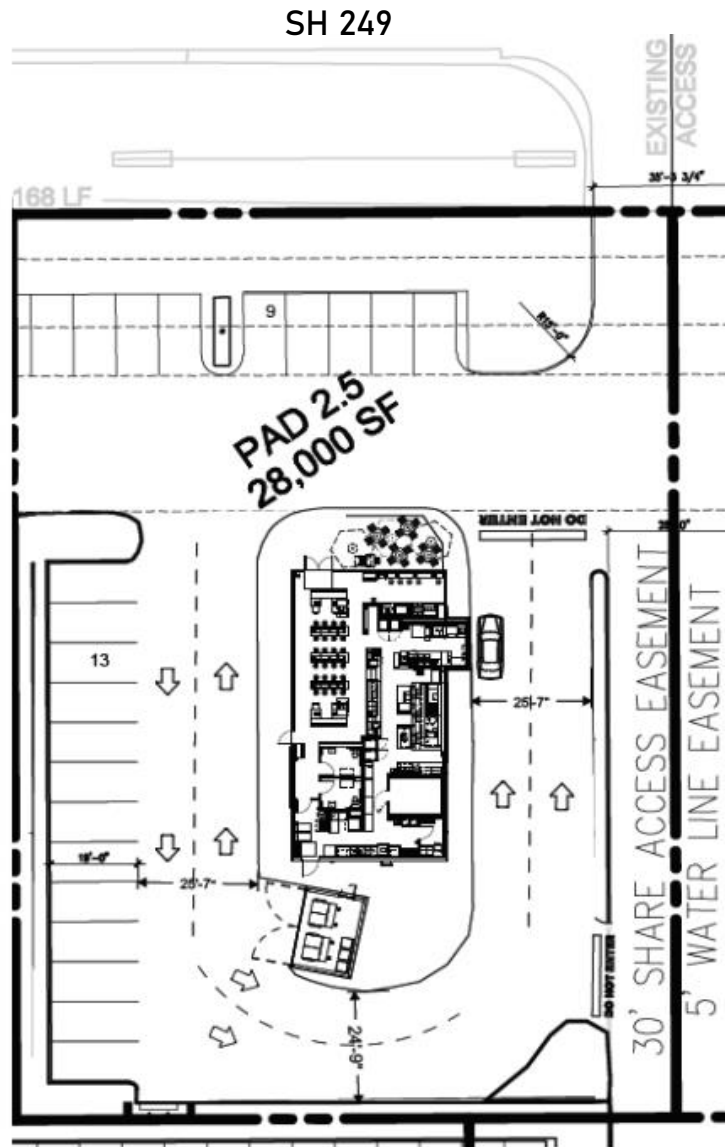 SH 249
EXISTING
ACCESS
35'-3 3/4"
168 LF
9
R15'-0"
PAD 2.5
28,000 SF
DO NOT ENTER
13
25'-7"
30' SHARE ACCESS EASEMENT
5' WATER LINE EASEMENT
25'-7"
DO NOT ENTER
24'-9"